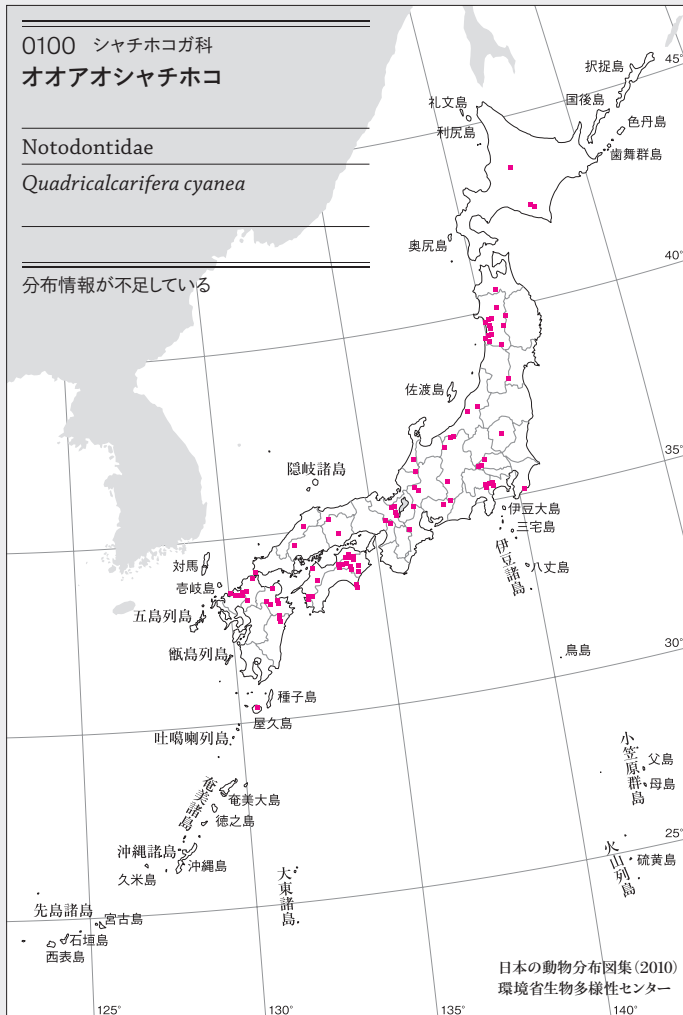 0100 シャチホコガ科
オオアオシャチホコ
Notodontidae
Quadricalcarifera cyanea
分布情報が不足している
45°
択捉島
国後島
礼文島
色丹島
利尻島
歯舞群島
奥尻島
40°
佐渡島
35°
隠岐諸島
伊豆大島
三宅島
伊豆諸島
八丈島
対馬
壱岐島
五島列島
甑島列島
鳥島
30°
種子島
屋久島
吐噶喇列島
小笠原群島
父島
母島
奄美諸島
奄美大島
徳之島
25°
沖縄諸島
沖縄島
久米島
火山列島
硫黄島
大東諸島
先島諸島
宮古島
石垣島
西表島
日本の動物分布図集(2010)
環境省生物多様性センター
125°
130°
135°
140°